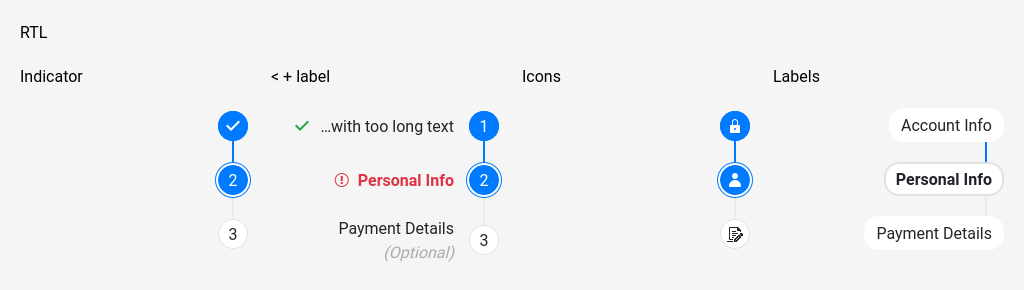 RTL
Indicator < + label Icons Labels
...with too long text 1 Account Info
2 Personal Info 2 Personal Info
3 Payment Details 3 Payment Details
(Optional)